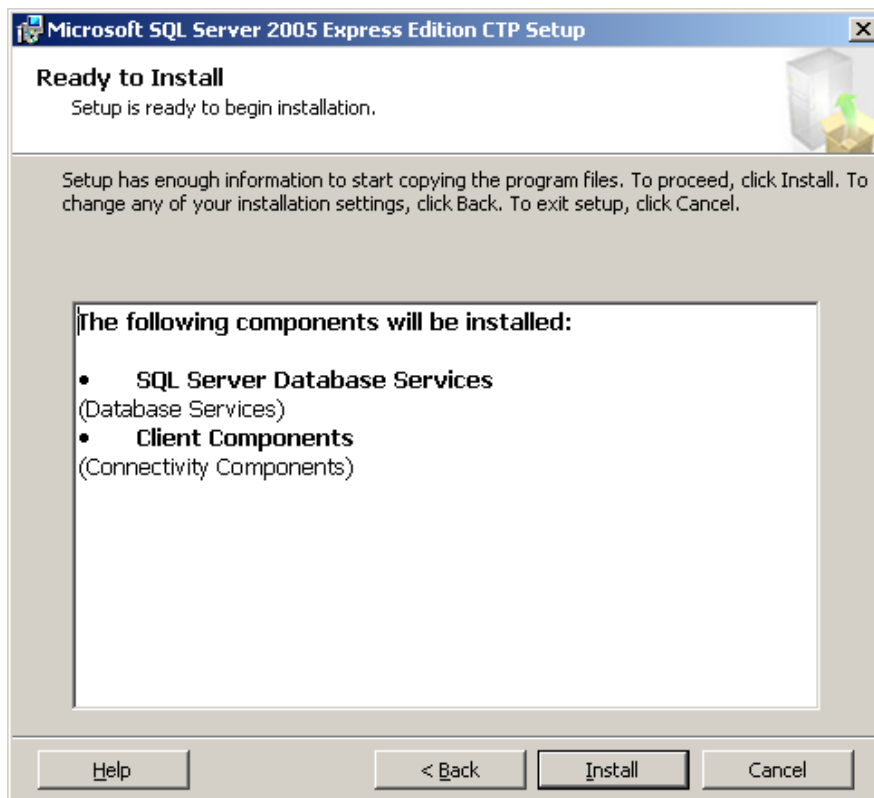 Microsoft SQL Server 2005 Express Edition CTP Setup
Ready to Install
Setup is ready to begin installation.
Setup has enough information to start copying the program files. To proceed, click Install. To
change any of your installation settings, click Back. To exit setup, click Cancel.
The following components will be installed:
• SQL Server Database Services
(Database Services)
• Client Components
(Connectivity Components)
Help < Back Install Cancel